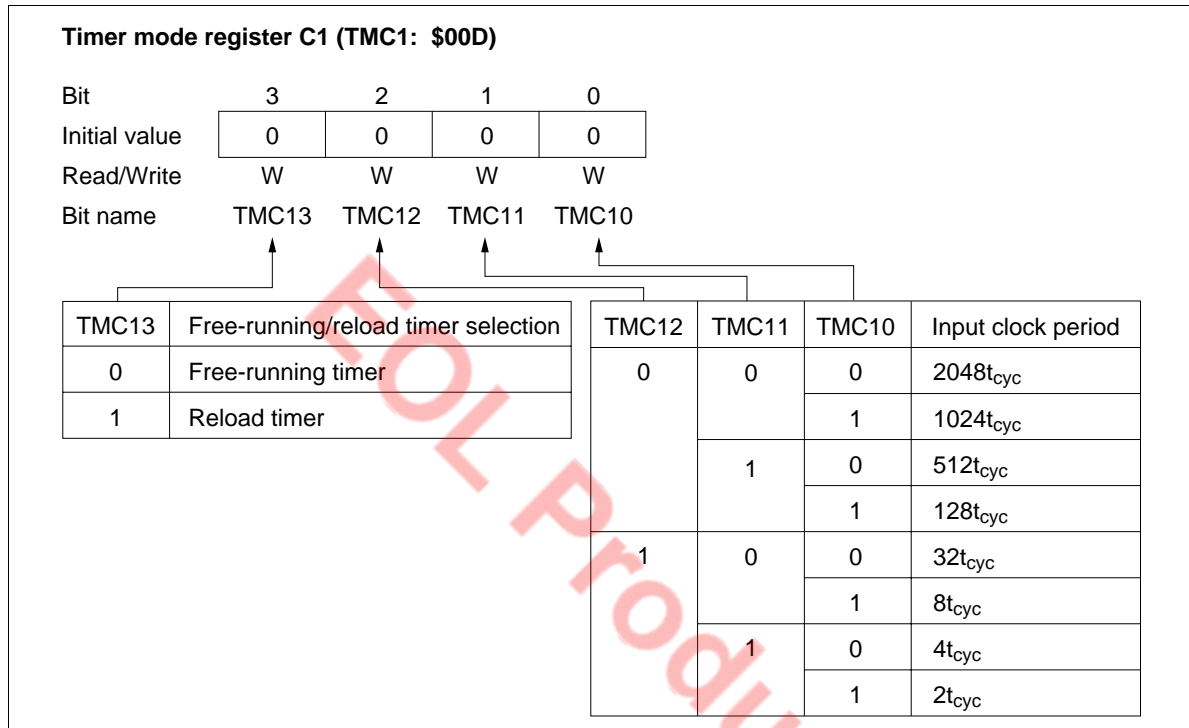 Timer mode register C1 (TMC1: $00D)
Bit 3 2 1 0
Initial value 0 0 0 0
Read/Write W W W W
Bit name TMC13 TMC12 TMC11 TMC10
TMC13 Free-running/reload timer selection
0 Free-running timer
1 Reload timer
TMC12 TMC11 TMC10 Input clock period
0 0 0 2048tcyc
1 1024tcyc
1 0 512tcyc
1 128tcyc
1 0 0 32tcyc
1 8tcyc
1 0 4tcyc
1 2tcyc
EOL Produ